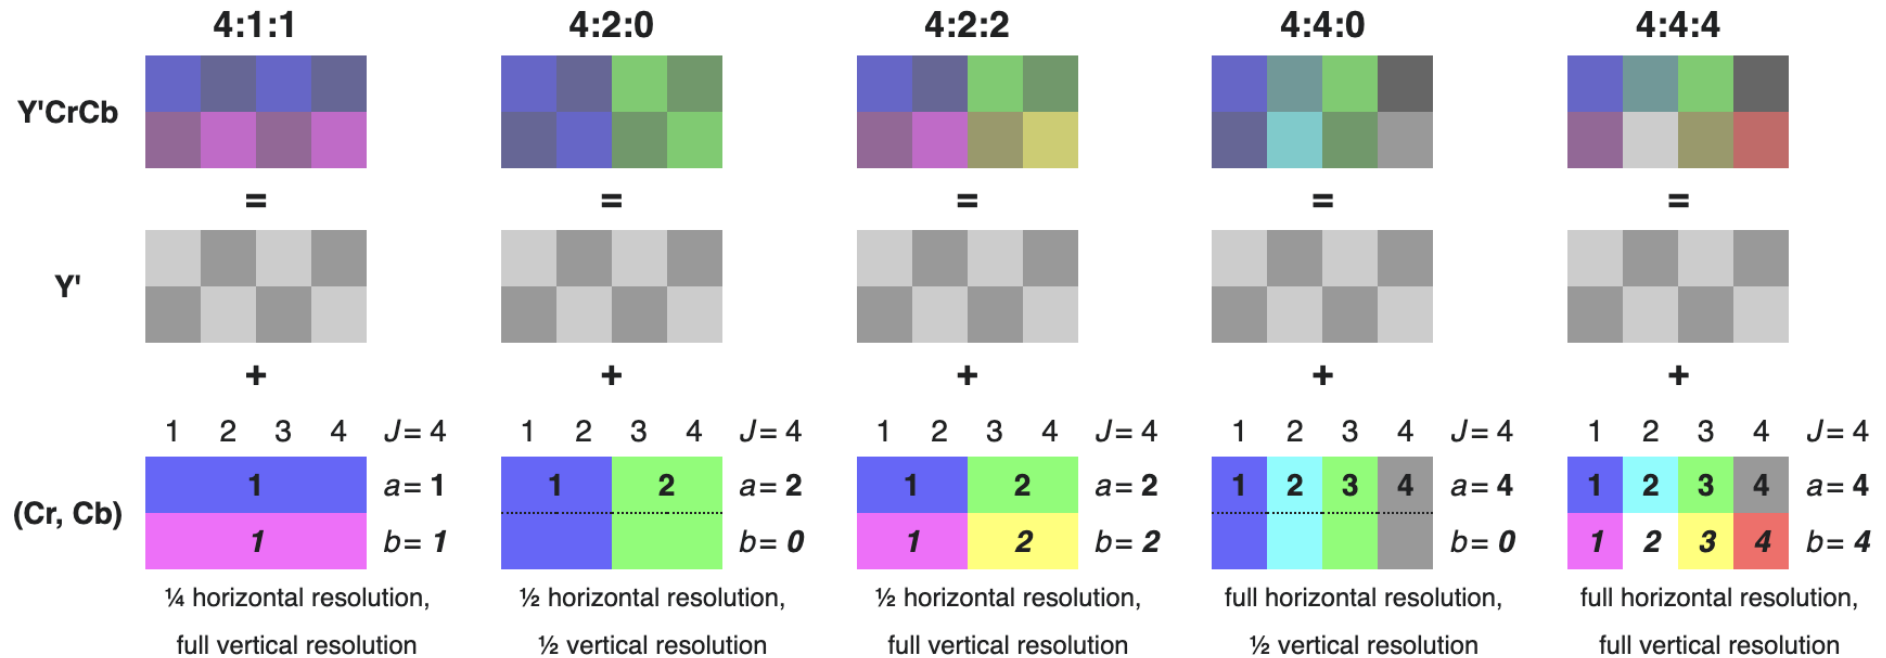 4:1:1 4:2:0 4:2:2 4:4:0 4:4:4
Y'CrCb
= = = = =
Y'
+ + + + +
1 2 3 4 J = 4 1 2 3 4 J = 4 1 2 3 4 J = 4 1 2 3 4 J = 4 1 2 3 4 J = 4
1 a = 1 1 2 a = 2 1 2 a = 2 1 2 3 4 a = 4 1 2 3 4 a = 4
(Cr, Cb)
1 b = 1 b = 0 1 2 b = 2 b = 0 1 2 3 4 b = 4
¼ horizontal resolution, ½ horizontal resolution, ½ horizontal resolution, full horizontal resolution, full horizontal resolution,
full vertical resolution ½ vertical resolution full vertical resolution ½ vertical resolution full vertical resolution